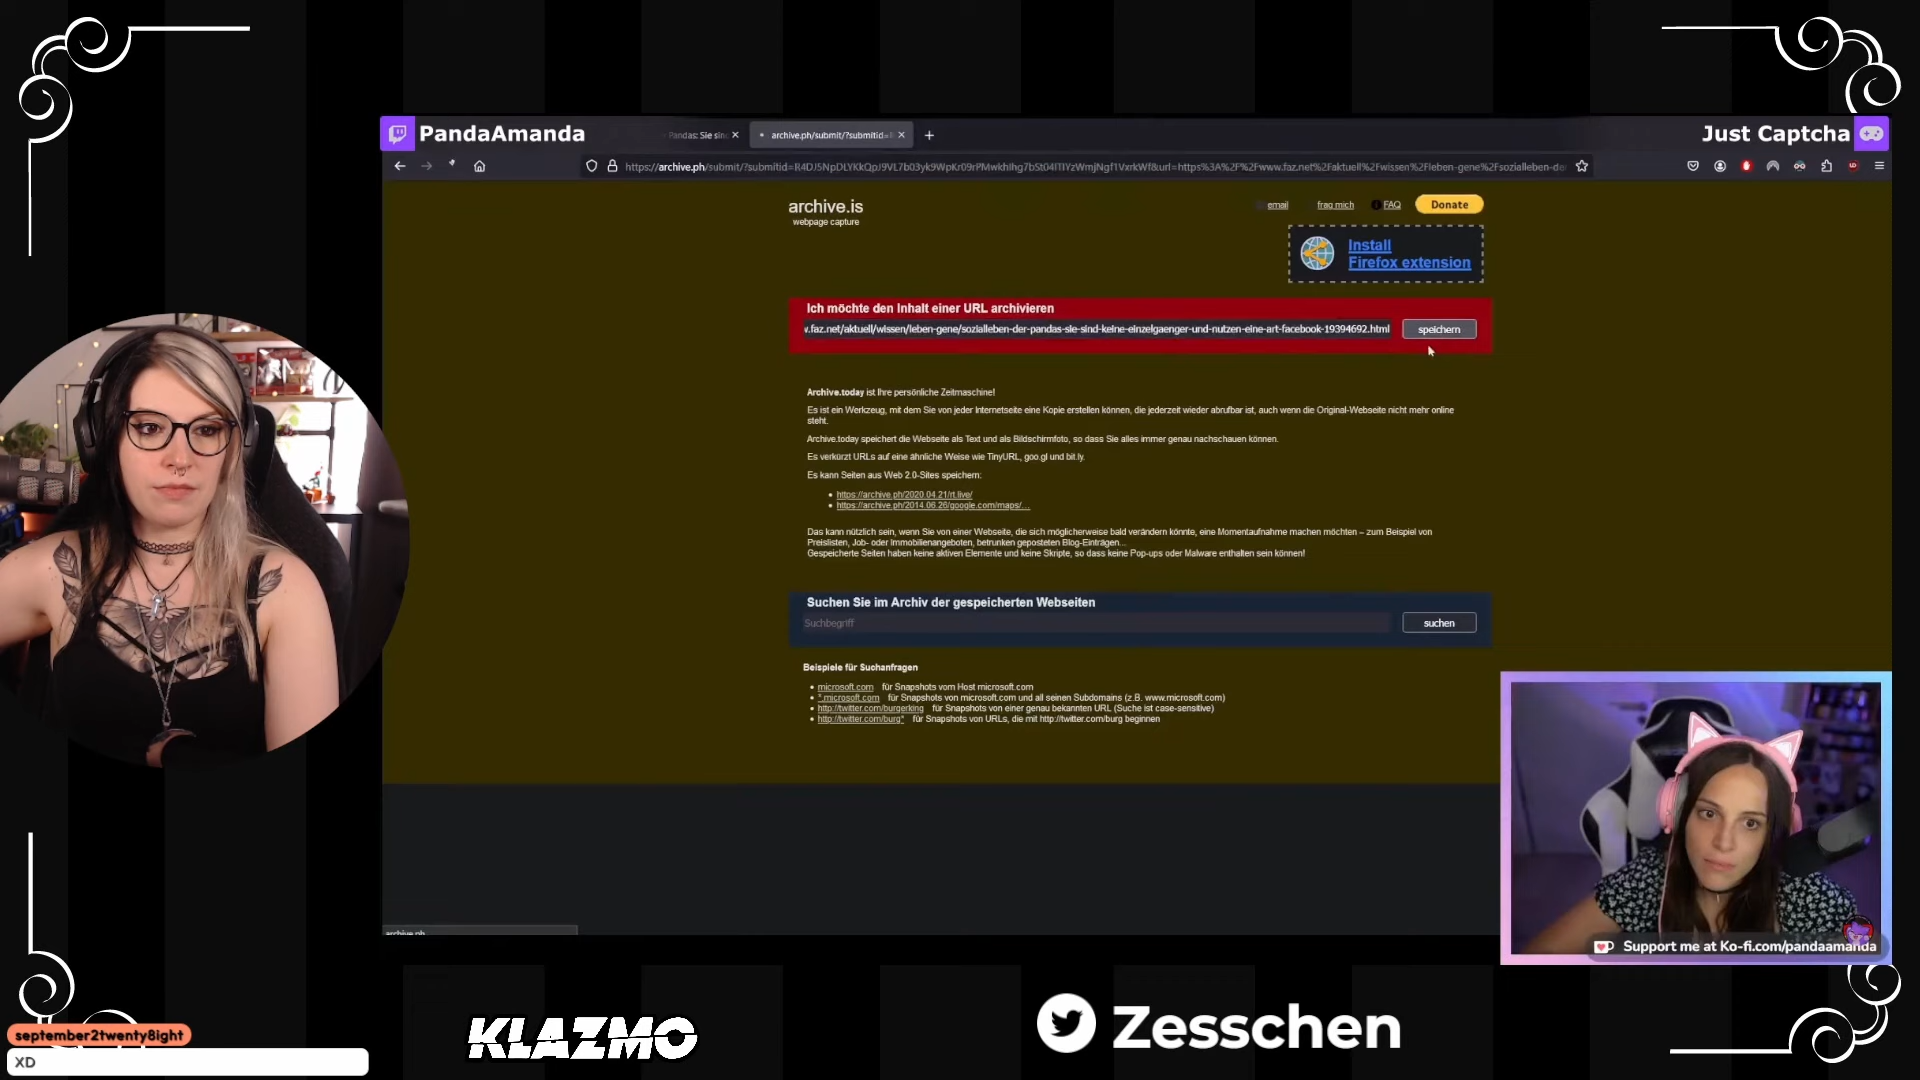 PandaAmanda
Pandas: Sie sin
archive.ph/submit/?submitid=
Just Captcha
archive.is
webpage capture
email
frag mich
FAQ
Donate
Install
Firefox extension
Ich möchte den Inhalt einer URL archivieren
.faz.net/aktuell/wissen/leben-gene/sozialleben-der-pandas-sie-sind-keine-einzelgaenger-und-nutzen-eine-art-facebook-19394692.html
speichern
Archive.today ist Ihre persönliche Zeitmaschine!
Es ist ein Werkzeug, mit dem Sie von jeder Internetseite eine Kopie erstellen können, die jederzeit wieder abrufbar ist, auch wenn die Original-Webseite nicht mehr online
steht.
Archive.today speichert die Webseite als Text und als Bildschirmfoto, so dass Sie alles immer genau nachschauen können.
Es verkürzt URLs auf eine ähnliche Weise wie TinyURL, goo.gl und bit.ly.
Es kann Seiten aus Web 2.0-Sites speichern:
https://archive.ph/2020.04.21/rt.live/
https://archive.ph/2014.06.26/google.com/maps/...
Das kann nützlich sein, wenn Sie von einer Webseite, die sich möglicherweise bald verändern könnte, eine Momentaufnahme machen möchten – zum Beispiel von
Preislisten, Job- oder Immobilienangeboten, betrunken geposteten Blog-Einträgen...
Gespeicherte Seiten haben keine aktiven Elemente und keine Skripte, so dass keine Pop-ups oder Malware enthalten sein können!
Suchen Sie im Archiv der gespeicherten Webseiten
Suchbegriff
suchen
Beispiele für Suchanfragen
microsoft.com für Snapshots vom Host microsoft.com
*.microsoft.com für Snapshots von microsoft.com und all seinen Subdomains (z.B. www.microsoft.com)
http://twitter.com/burgerking für Snapshots von einer genau bekannten URL (Suche ist case-sensitive)
http://twitter.com/burg* für Snapshots von URLs, die mit http://twitter.com/burg beginnen
archive.ph
Support me at Ko-fi.com/pandaamanda
september2twenty8ight
XD
KLAZMO
Zesschen